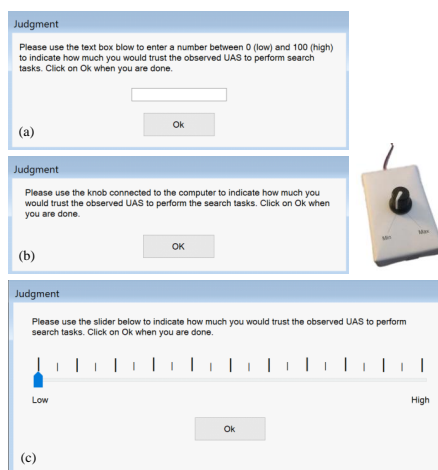 Judgment
Please use the text box blow to enter a number between 0 (low) and 100 (high)
to indicate how much you would trust the observed UAS to perform search
tasks. Click on Ok when you are done.
Ok
(a)
Judgment
Please use the knob connected to the computer to indicate how much you
would trust the observed UAS to perform the search tasks. Click on Ok when
you are done.
OK
(b)
Min Max
Judgment
Please use the slider below to indicate how much you would trust the observed UAS to perform
search tasks. Click on Ok when you are done.
Low High
Ok
(c)